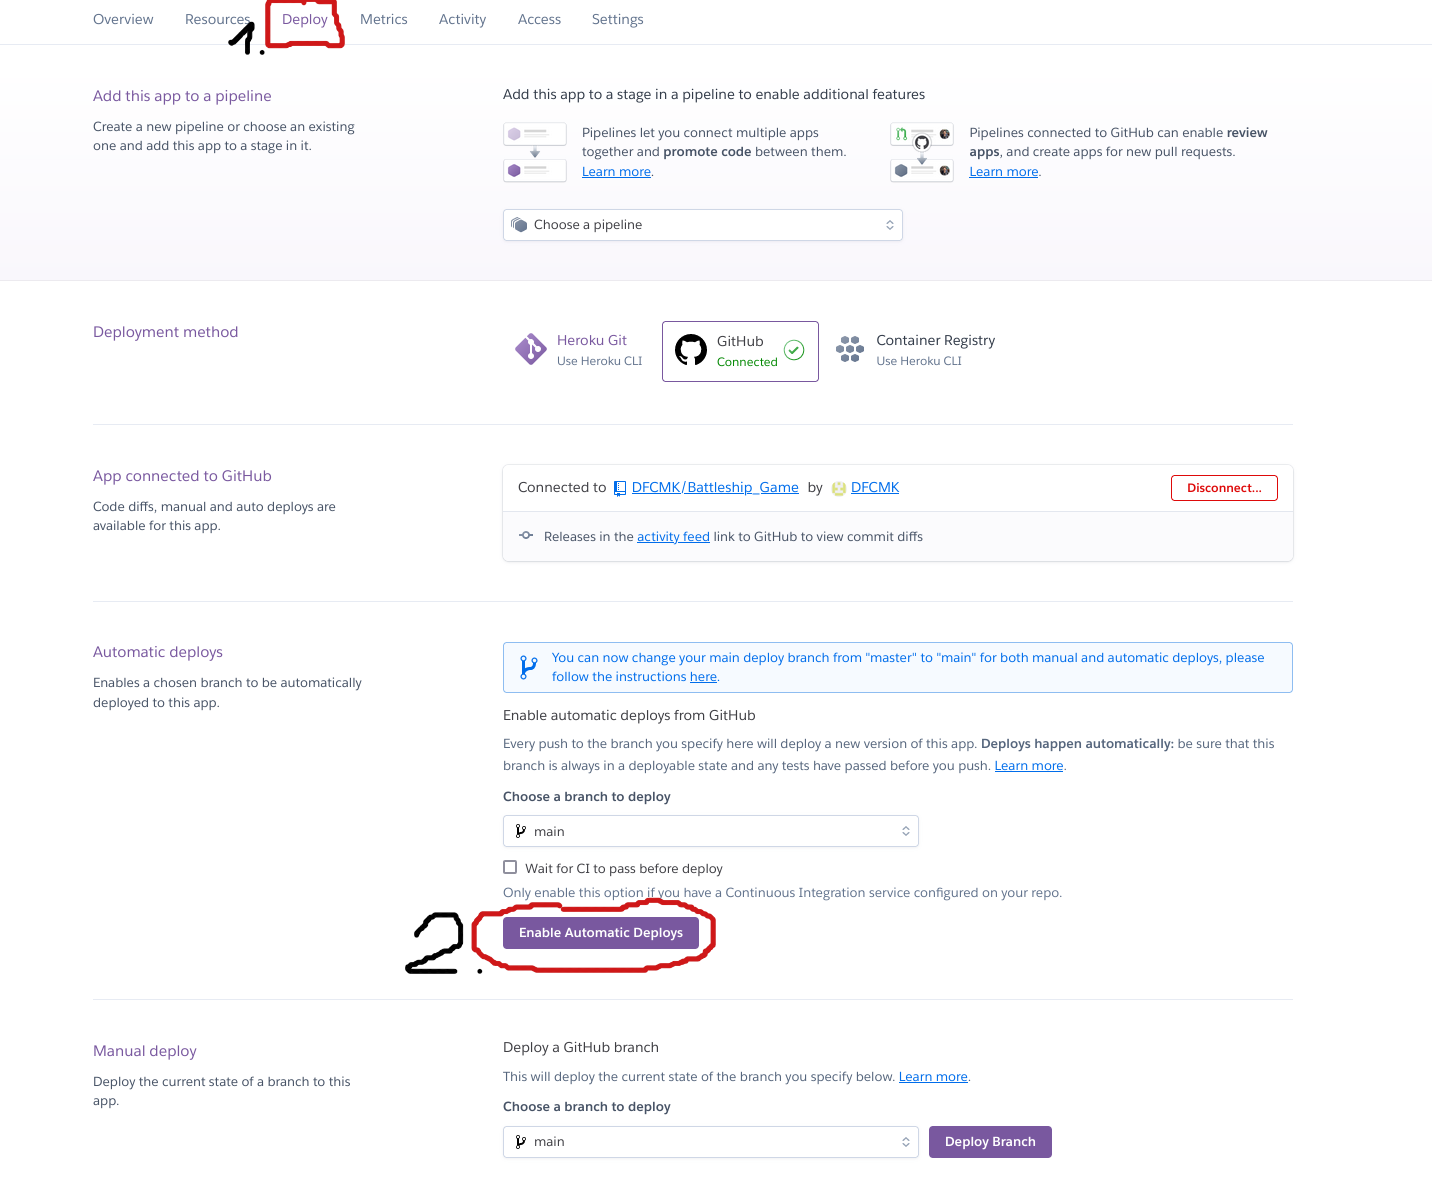 Overview Resources Deploy Metrics Activity Access Settings
1.
Add this app to a pipeline
Create a new pipeline or choose an existing
one and add this app to a stage in it.
Add this app to a stage in a pipeline to enable additional features
Pipelines let you connect multiple apps
together and promote code between them.
Learn more.
Pipelines connected to GitHub can enable review
apps, and create apps for new pull requests.
Learn more.
Choose a pipeline
Deployment method
Heroku Git
Use Heroku CLI
GitHub
Connected
Container Registry
Use Heroku CLI
App connected to GitHub
Code diffs, manual and auto deploys are
available for this app.
Connected to DFCMK/Battleship_Game by DFCMK
Disconnect...
Releases in the activity feed link to GitHub to view commit diffs
Automatic deploys
Enables a chosen branch to be automatically
deployed to this app.
You can now change your main deploy branch from "master" to "main" for both manual and automatic deploys, please
follow the instructions here.
Enable automatic deploys from GitHub
Every push to the branch you specify here will deploy a new version of this app. Deploys happen automatically: be sure that this
branch is always in a deployable state and any tests have passed before you push. Learn more.
Choose a branch to deploy
main
Wait for CI to pass before deploy
Only enable this option if you have a Continuous Integration service configured on your repo.
2.
Enable Automatic Deploys
Manual deploy
Deploy the current state of a branch to this
app.
Deploy a GitHub branch
This will deploy the current state of the branch you specify below. Learn more.
Choose a branch to deploy
main
Deploy Branch